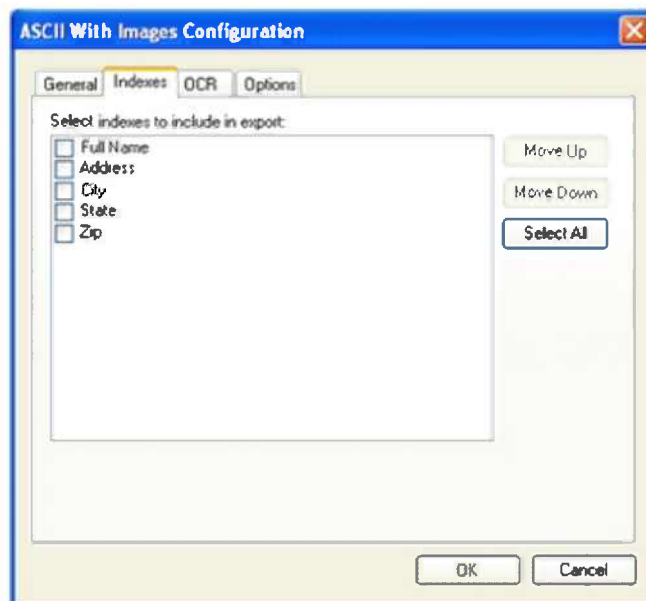 ASCII With Images Configuration
General Indexes OCR Options
Select indexes to include in export:
Full Name
Address
City
State
Zip
Move Up
Move Down
Select All
OK Cancel